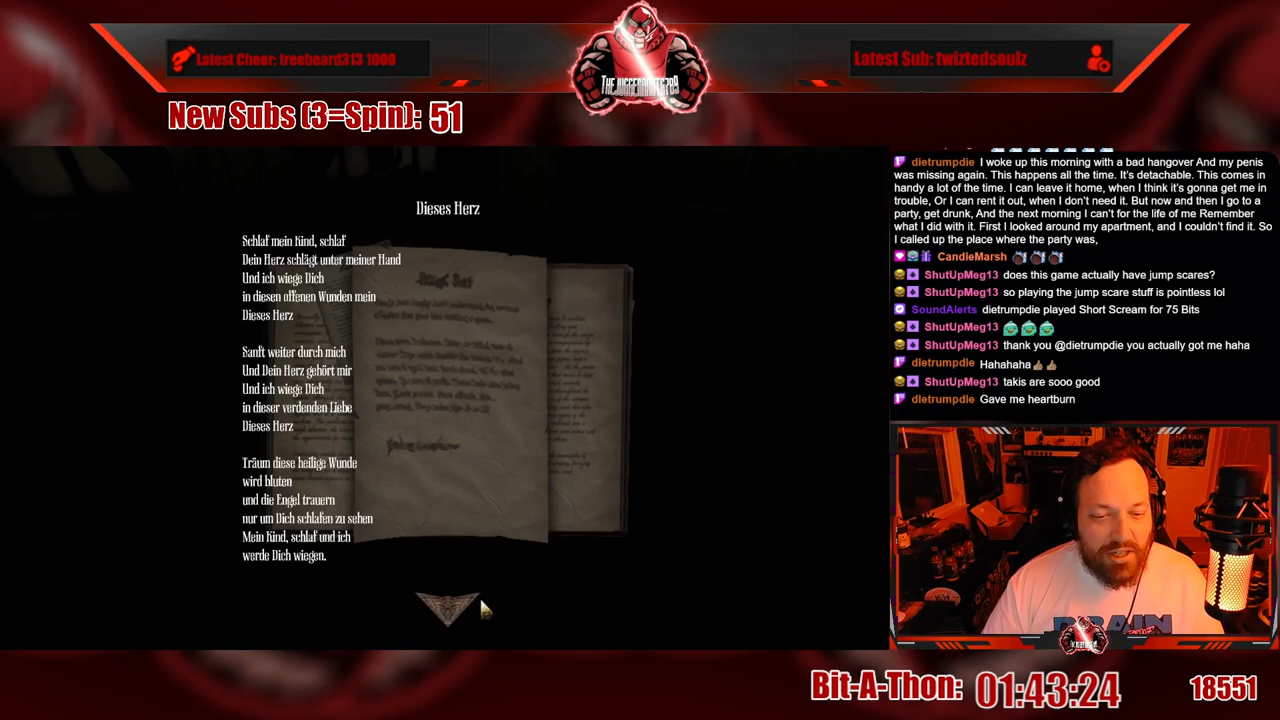 Latest Cheer: treebeard313 1000
THEJUGGERNAUTG789
Latest Sub: twiztedsoulz
New Subs (3=Spin): 51
Dieses Herz
Schlaf mein Kind, schlaf
Dein Herz schlägt unter meiner Hand
Und ich wiege Dich
in diesen offenen Wunden mein
Dieses Herz
Sanft weiter durch mich
Und Dein Herz gehört mir
Und ich wiege Dich
in dieser verdenden Liebe
Dieses Herz
Träum diese heilige Wunde
wird bluten
und die Engel trauern
nur um Dich schlafen zu sehen
Mein Kind, schlaf und ich
werde Dich wiegen.
dietrumpdie I woke up this morning with a bad hangover And my penis
was missing again. This happens all the time. It's detachable. This comes in
handy a lot of the time. I can leave it home, when I think it's gonna get me in
trouble, Or I can rent it out, when I don't need it. But now and then I go to a
party, get drunk, And the next morning I can't for the life of me Remember
what I did with it. First I looked around my apartment, and I couldn't find it. So
I called up the place where the party was,
CandieMarsh
ShutUpMeg13 does this game actually have jump scares?
ShutUpMeg13 so playing the jump scare stuff is pointless lol
SoundAlerts dietrumpdie played Short Scream for 75 Bits
ShutUpMeg13
ShutUpMeg13 thank you @dietrumpdie you actually got me haha
dietrumpdie Hahahaha
ShutUpMeg13 takis are sooo good
dietrumpdie Gave me heartburn
Bit-A-Thon: 01:43:24 18551